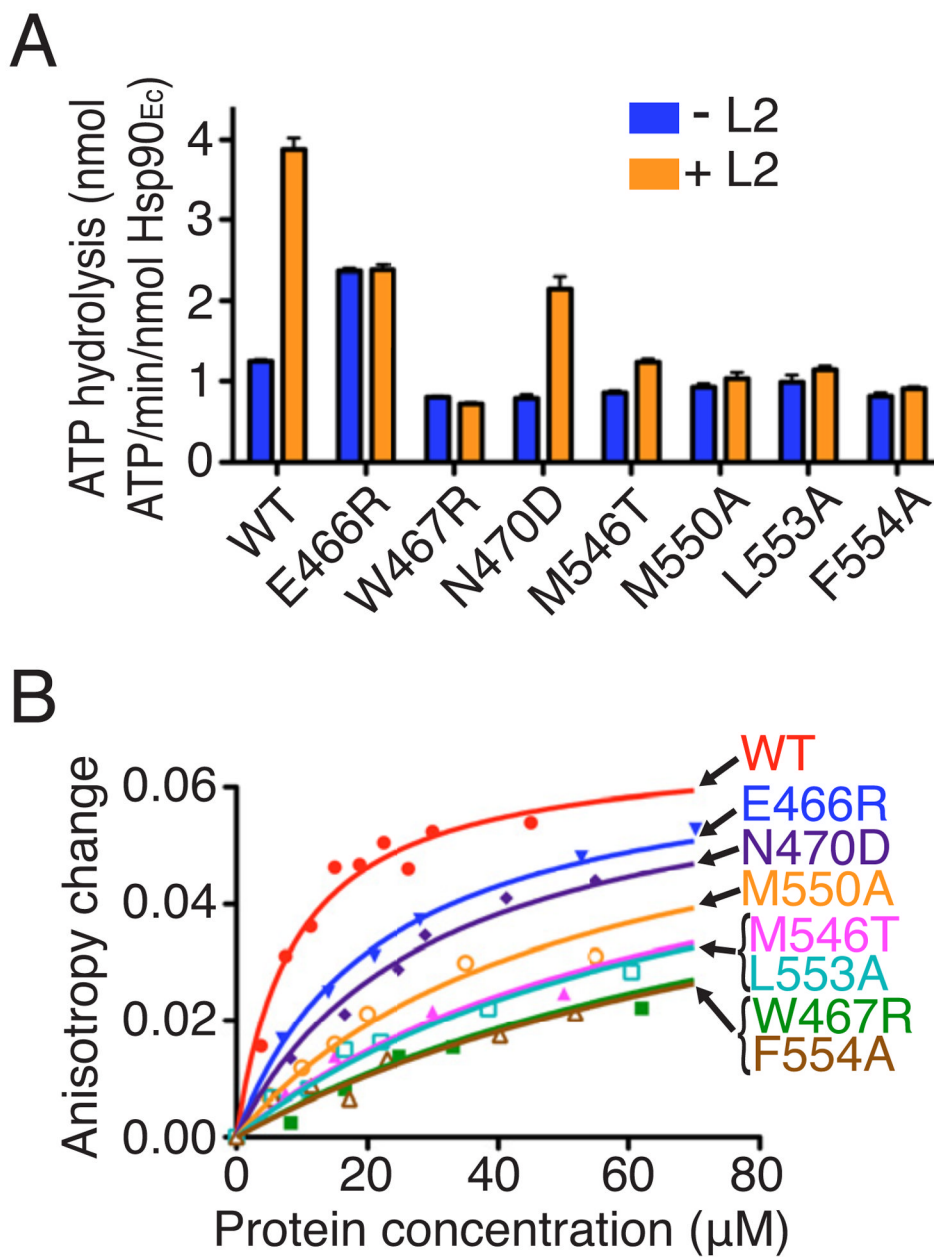 A
ATP hydrolysis (nmol
ATP/min/nmol Hsp90Ec)
4
3
2
1
0
- L2
+ L2
WT
E466R
W467R
N470D
M546T
M550A
L553A
F554A
B
Anisotropy change
0.06
0.04
0.02
0.00
0
20
40
60
80
Protein concentration (μM)
WT
E466R
N470D
M550A
M546T
L553A
W467R
F554A